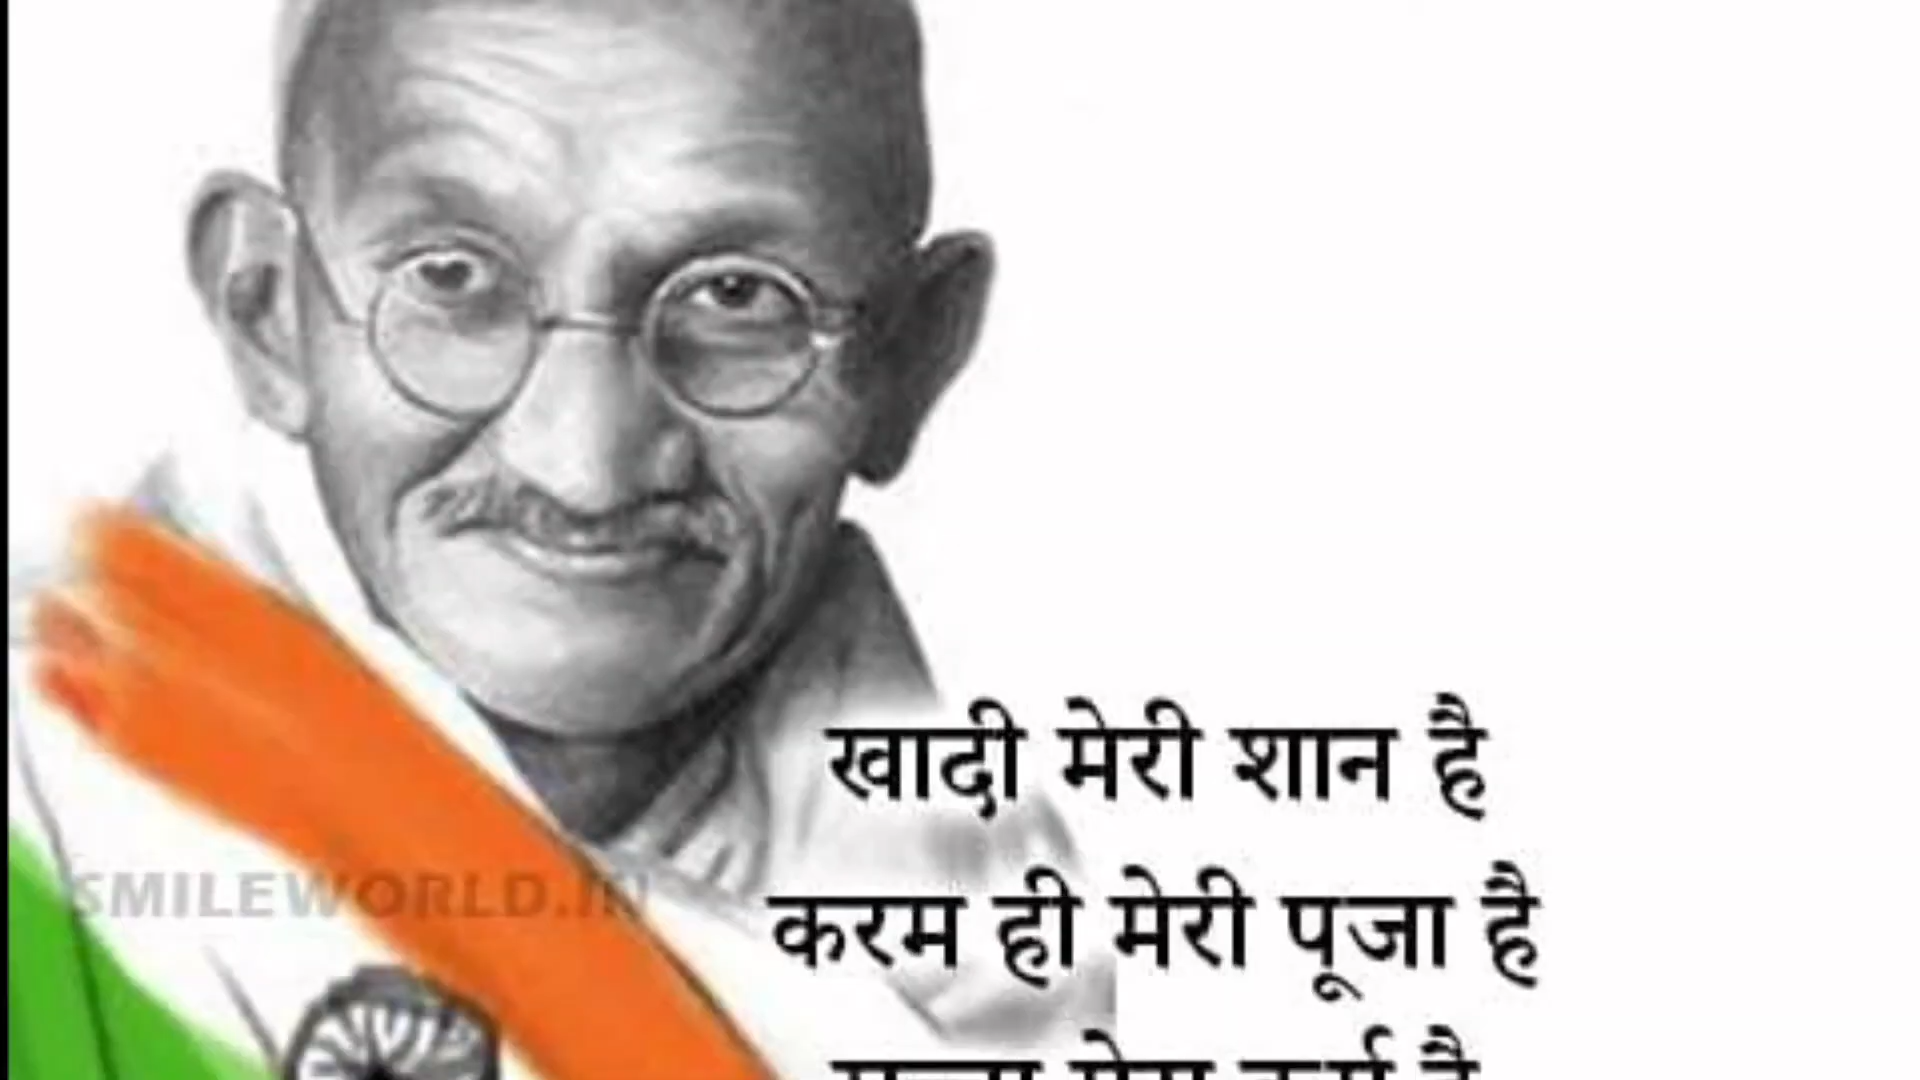 खादी मेरी शान है
SMILEWORLD.IN
करम ही मेरी पूजा है